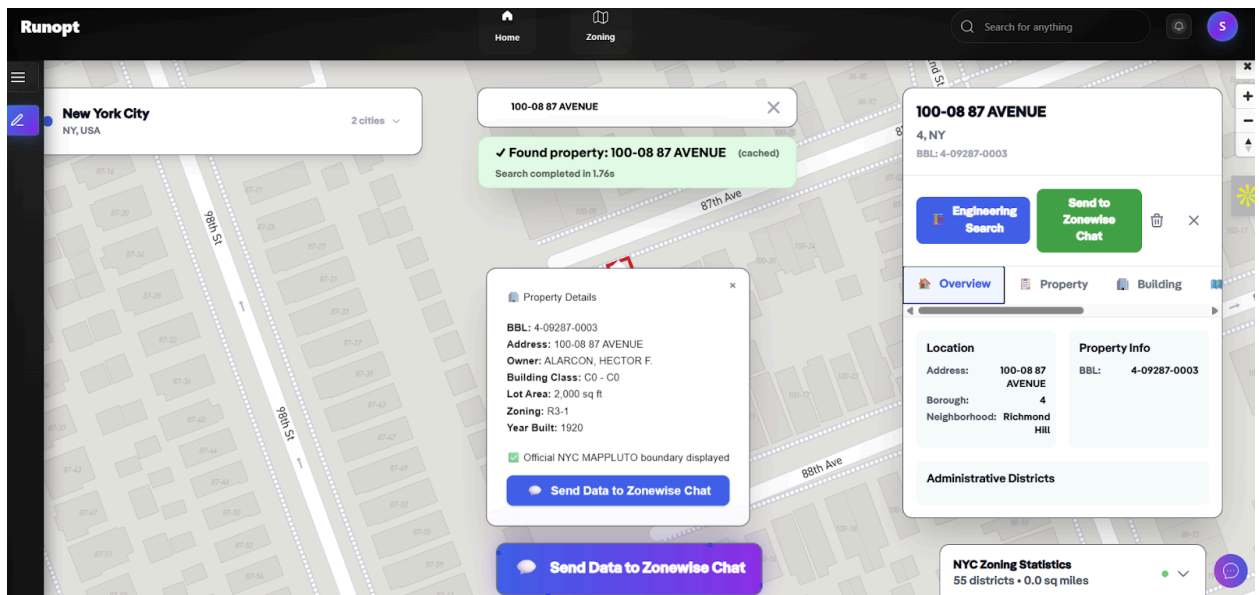 Runopt
Home
Zoning
Search for anything
S
New York City
NY, USA
2 cities
100-08 87 AVENUE
✓ Found property: 100-08 87 AVENUE (cached)
Search completed in 1.76s
87th Ave
98th St
98th St
88th Ave
Property Details
BBL: 4-09287-0003
Address: 100-08 87 AVENUE
Owner: ALARCON, HECTOR F.
Building Class: C0 - C0
Lot Area: 2,000 sq ft
Zoning: R3-1
Year Built: 1920
Official NYC MAPPLUTO boundary displayed
Send Data to Zonewise Chat
Send Data to Zonewise Chat
100-08 87 AVENUE
4, NY
BBL: 4-09287-0003
Engineering
Search
Send to
Zonewise
Chat
Overview
Property
Building
Location
Address: 100-08 87
AVENUE
Borough: 4
Neighborhood: Richmond
Hill
Property Info
BBL: 4-09287-0003
Administrative Districts
NYC Zoning Statistics
55 districts • 0.0 sq miles